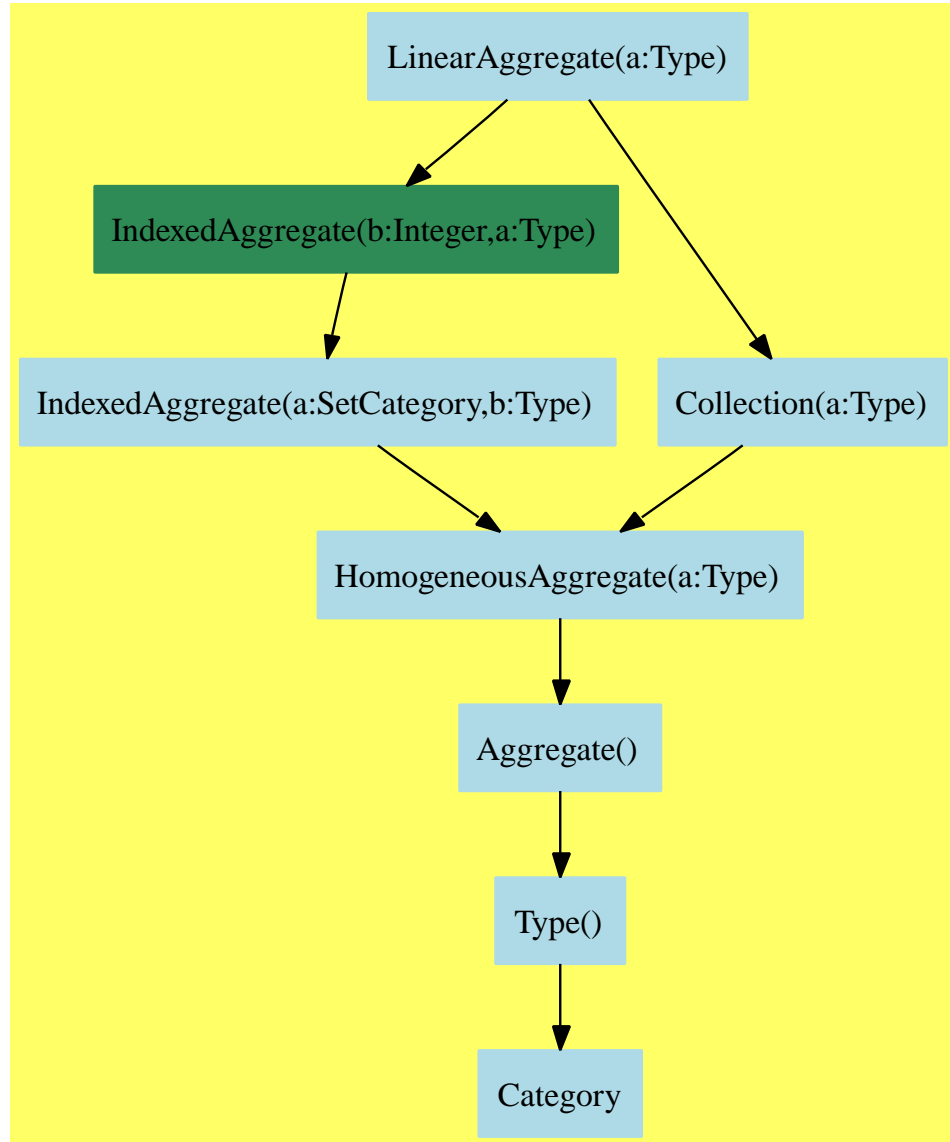 LinearAggregate(a:Type)
IndexedAggregate(b:Integer,a:Type)
IndexedAggregate(a:SetCategory,b:Type)
Collection(a:Type)
HomogeneousAggregate(a:Type)
Aggregate()
Type()
Category